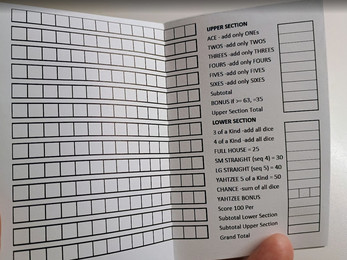 UPPER SECTION
ACE -add only ONEs
TWOS -add only TWOs
THREES -add only THREEs
FOURS -add only FOURs
FIVES -add only FIVEs
SIXES -add only SIXEs
Subtotal
BONUS if >= 63, =35
Upper Section Total
LOWER SECTION
3 of a Kind -add all dice
4 of a Kind -add all dice
FULL HOUSE = 25
SM STRAIGHT (seq 4) = 30
LG STRAIGHT (seq 5) = 40
YAHTZEE 5 of a Kind = 50
CHANCE -sum of all dice
YAHTZEE BONUS
Score 100 Per
Subtotal Lower Section
Subtotal Upper Section
Grand Total